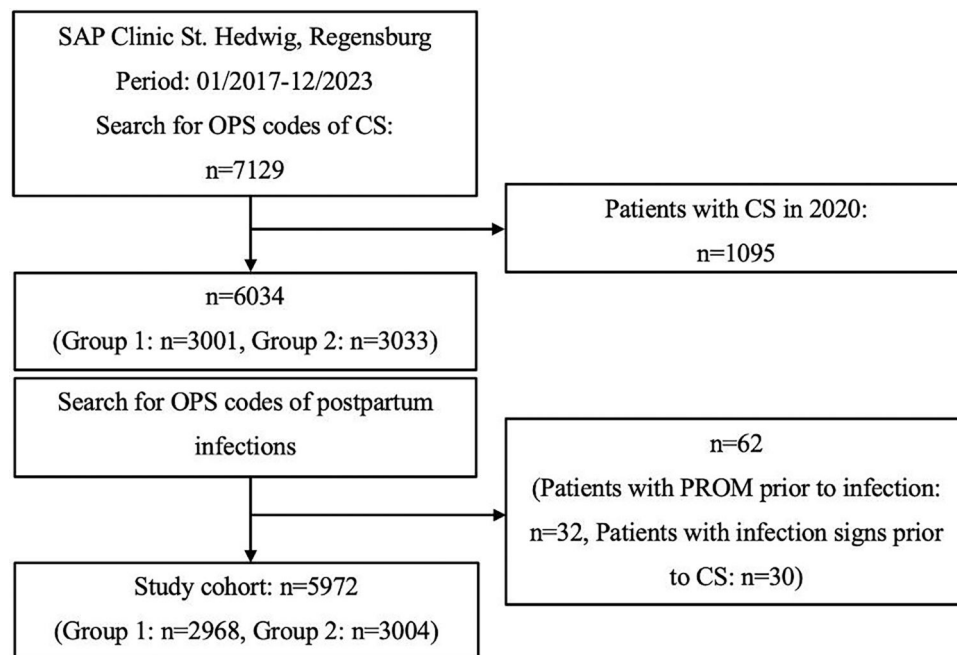 SAP Clinic St. Hedwig, Regensburg
Period: 01/2017-12/2023
Search for OPS codes of CS:
n=7129
Patients with CS in 2020:
n=1095
n=6034
(Group 1: n=3001, Group 2: n=3033)
Search for OPS codes of postpartum
infections
n=62
(Patients with PROM prior to infection:
n=32, Patients with infection signs prior
to CS: n=30)
Study cohort: n=5972
(Group 1: n=2968, Group 2: n=3004)